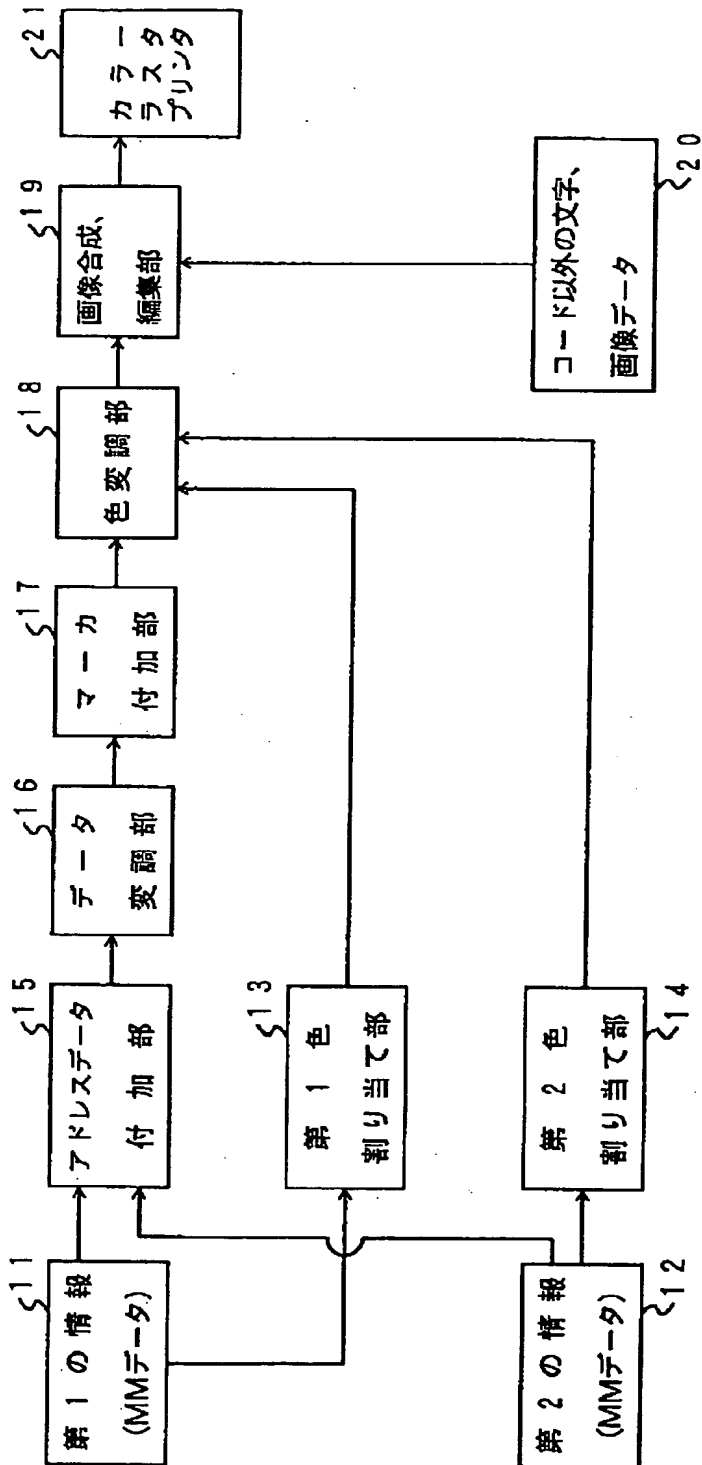 11
第1の情報
(MMデータ)
12
第2の情報
(MMデータ)
13
第1色
割り当て部
14
第2色
割り当て部
15
アドレスデータ
付加部
16
データ
変調部
17
マーカ
付加部
18
色変調部
19
画像合成、
編集部
20
コード以外の文字、
画像データ
21
カラー
ラスタ
プリンタ